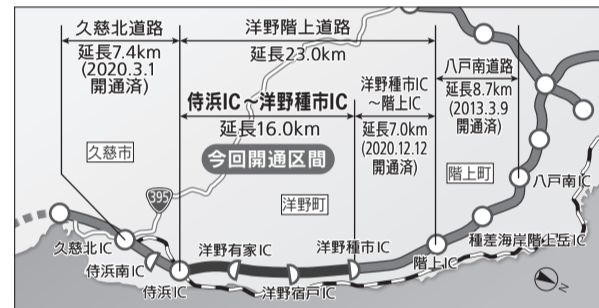 久慈北道路
延長7.4km
(2020.3.1
開通済)
洋野階上道路
延長23.0km
侍浜IC～洋野種市IC
延長16.0km
今回開通区間
洋野種市IC
～階上IC
延長7.0km
(2020.12.12
開通済)
八戸南道路
延長8.7km
(2013.3.9
開通済)
久慈市
395
洋野町
階上町
八戸南IC
久慈北IC
侍浜南IC
侍浜IC
洋野有家IC
洋野宿戸IC
洋野種市IC
階上IC
種差海岸階上岳IC
N